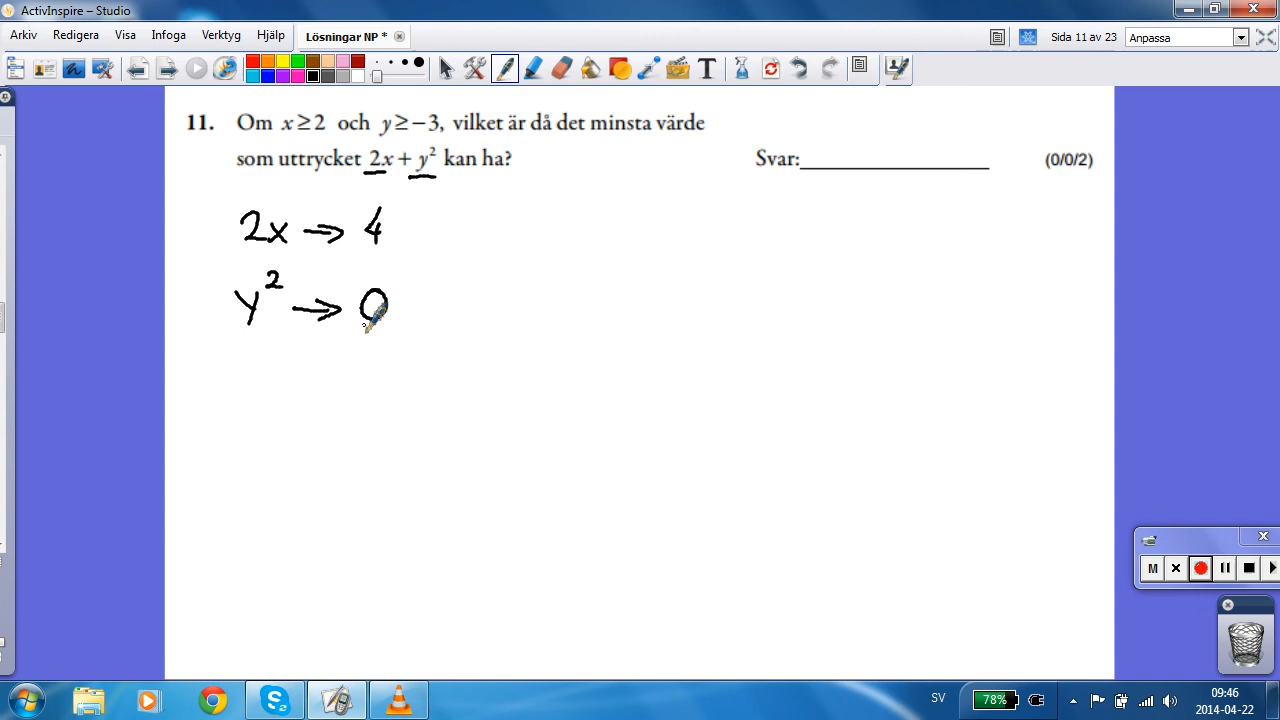 ActivInspire – Studio
Arkiv Redigera Visa Infoga Verktyg Hjälp Lösningar NP *
Sida 11 av 23 Anpassa
11. Om x ≥ 2 och y ≥ −3, vilket är då det minsta värde
som uttrycket 2x + y² kan ha? Svar:____________________ (0/0/2)
2x → 4
y² → 0
M
SV 78% 09:46
2014-04-22